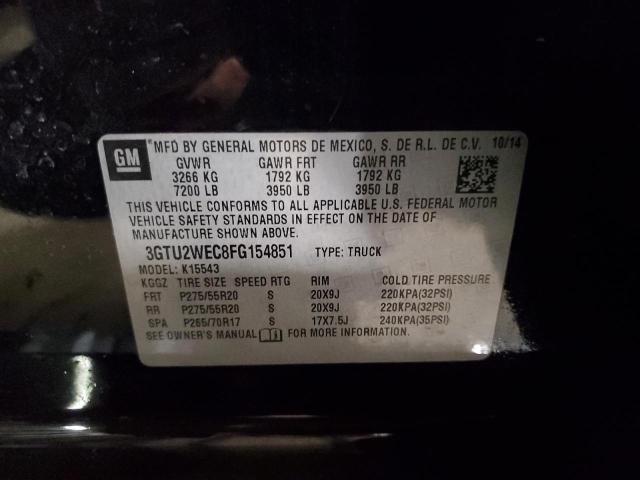 GM
MFD BY GENERAL MOTORS DE MEXICO, S. DE R.L. DE C.V. 10/14
GVWR GAWR FRT GAWR RR
3266 KG 1792 KG 1792 KG
7200 LB 3950 LB 3950 LB
THIS VEHICLE CONFORMS TO ALL APPLICABLE U.S. FEDERAL MOTOR
VEHICLE SAFETY STANDARDS IN EFFECT ON THE DATE OF
MANUFACTURE SHOWN ABOVE.
3GTU2WEC8FG154851 TYPE: TRUCK
MODEL: K15543
KGGZ TIRE SIZE SPEED RTG RIM COLD TIRE PRESSURE
FRT P275/55R20 S 20X9J 220KPA(32PSI)
RR P275/55R20 S 20X9J 220KPA(32PSI)
SPA P265/70R17 S 17X7.5J 240KPA(35PSI)
SEE OWNER'S MANUAL FOR MORE INFORMATION.